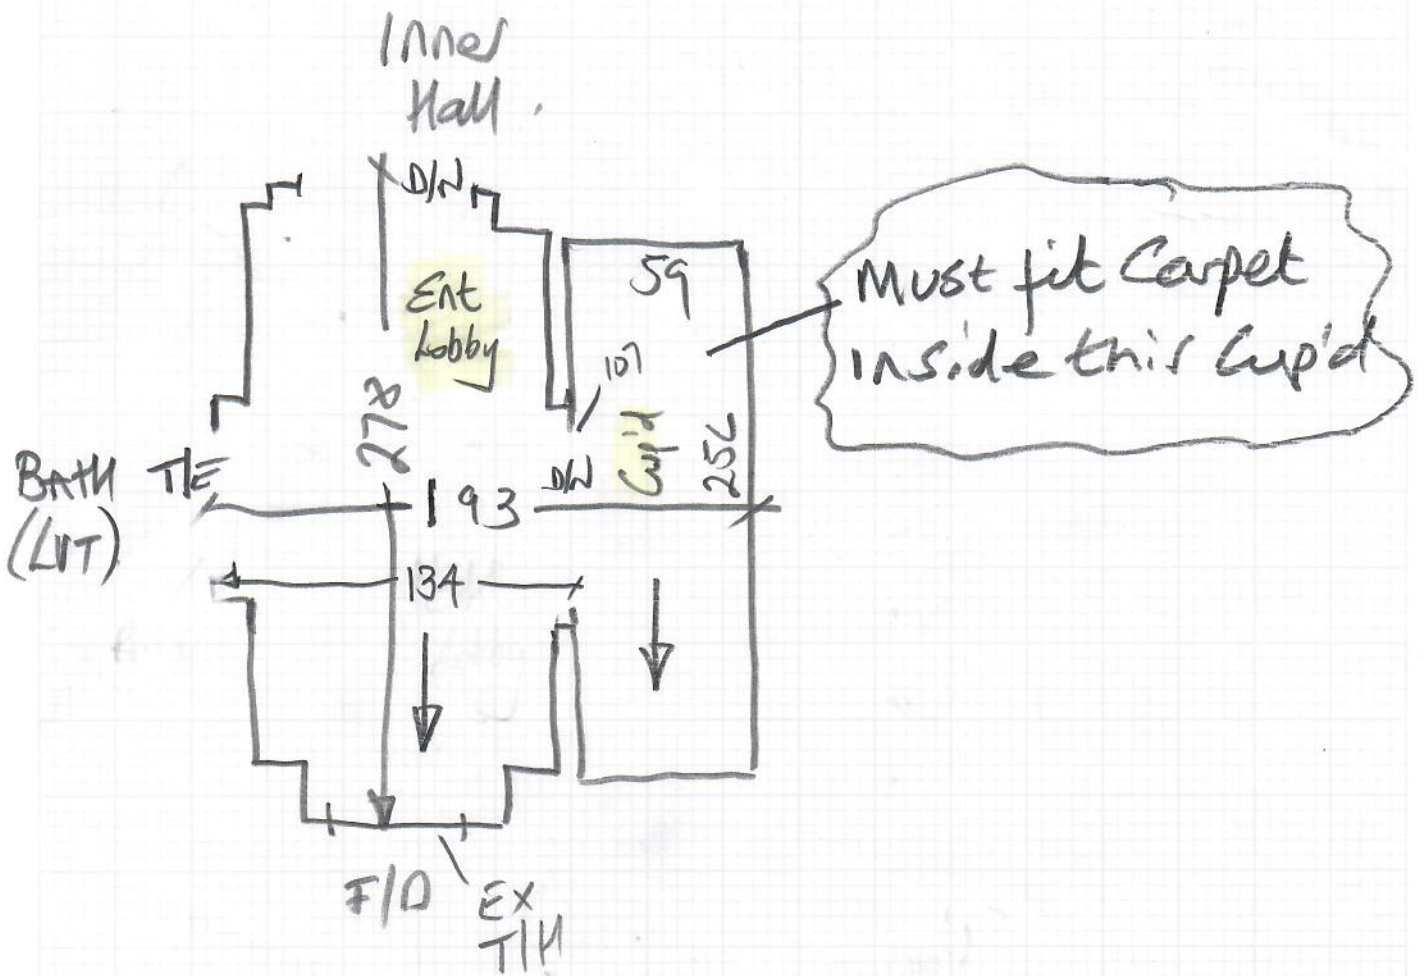 Inner
Hall
D/N
Ent
Lobby
59
Must fit Carpet
inside this Cup'd
107
278
Cup'd
BATH T/E
(LVT)
193
D/N
134
F/D
EX
T/H